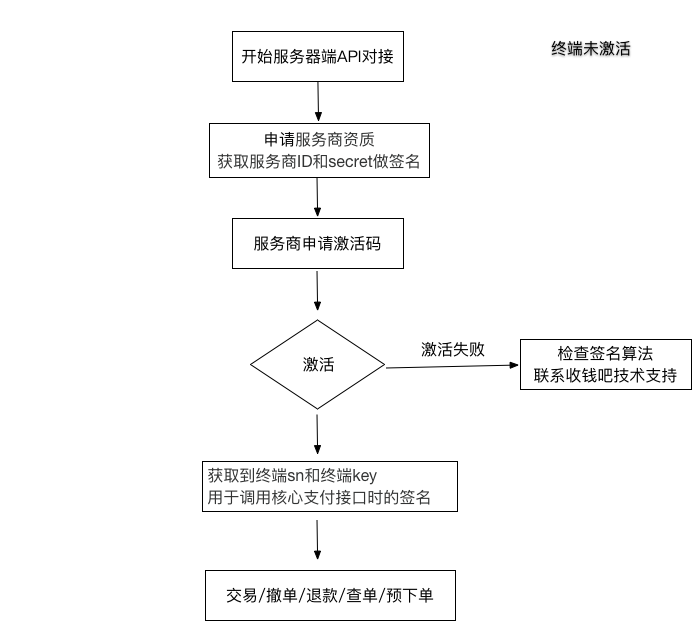 终端未激活
开始服务器端API对接
申请服务商资质
获取服务商ID和secret做签名
服务商申请激活码
激活
激活失败
检查签名算法
联系收钱吧技术支持
获取到终端sn和终端key
用于调用核心支付接口时的签名
交易/撤单/退款/查单/预下单